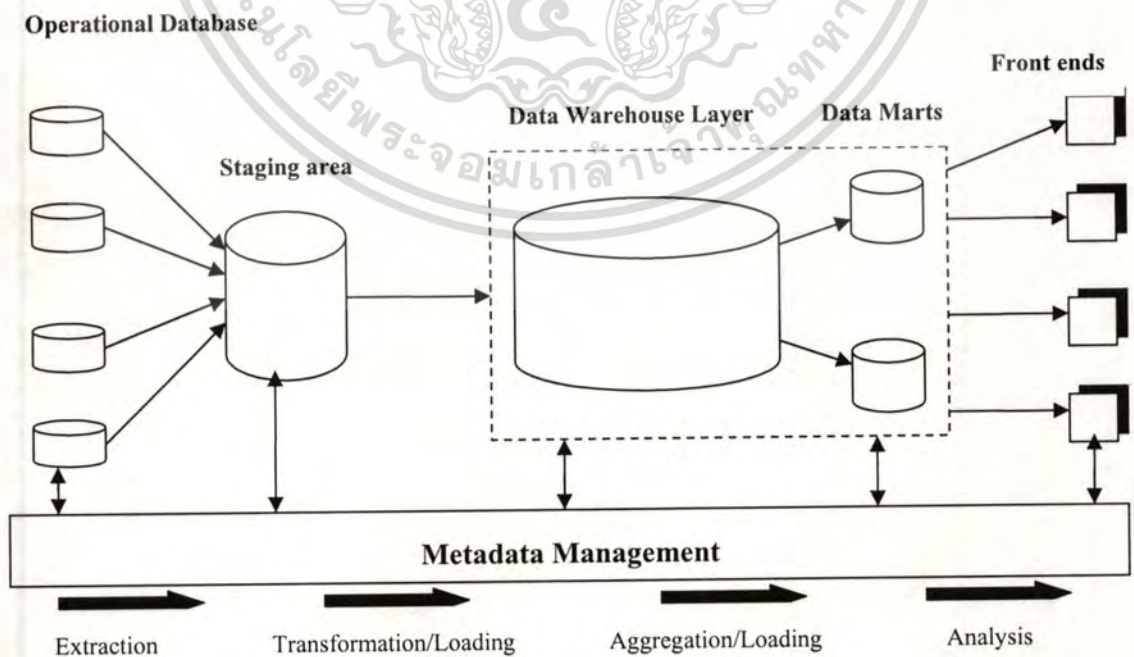 Operational Database
Front ends
Data Warehouse Layer
Data Marts
Staging area
Metadata Management
Extraction
Transformation/Loading
Aggregation/Loading
Analysis